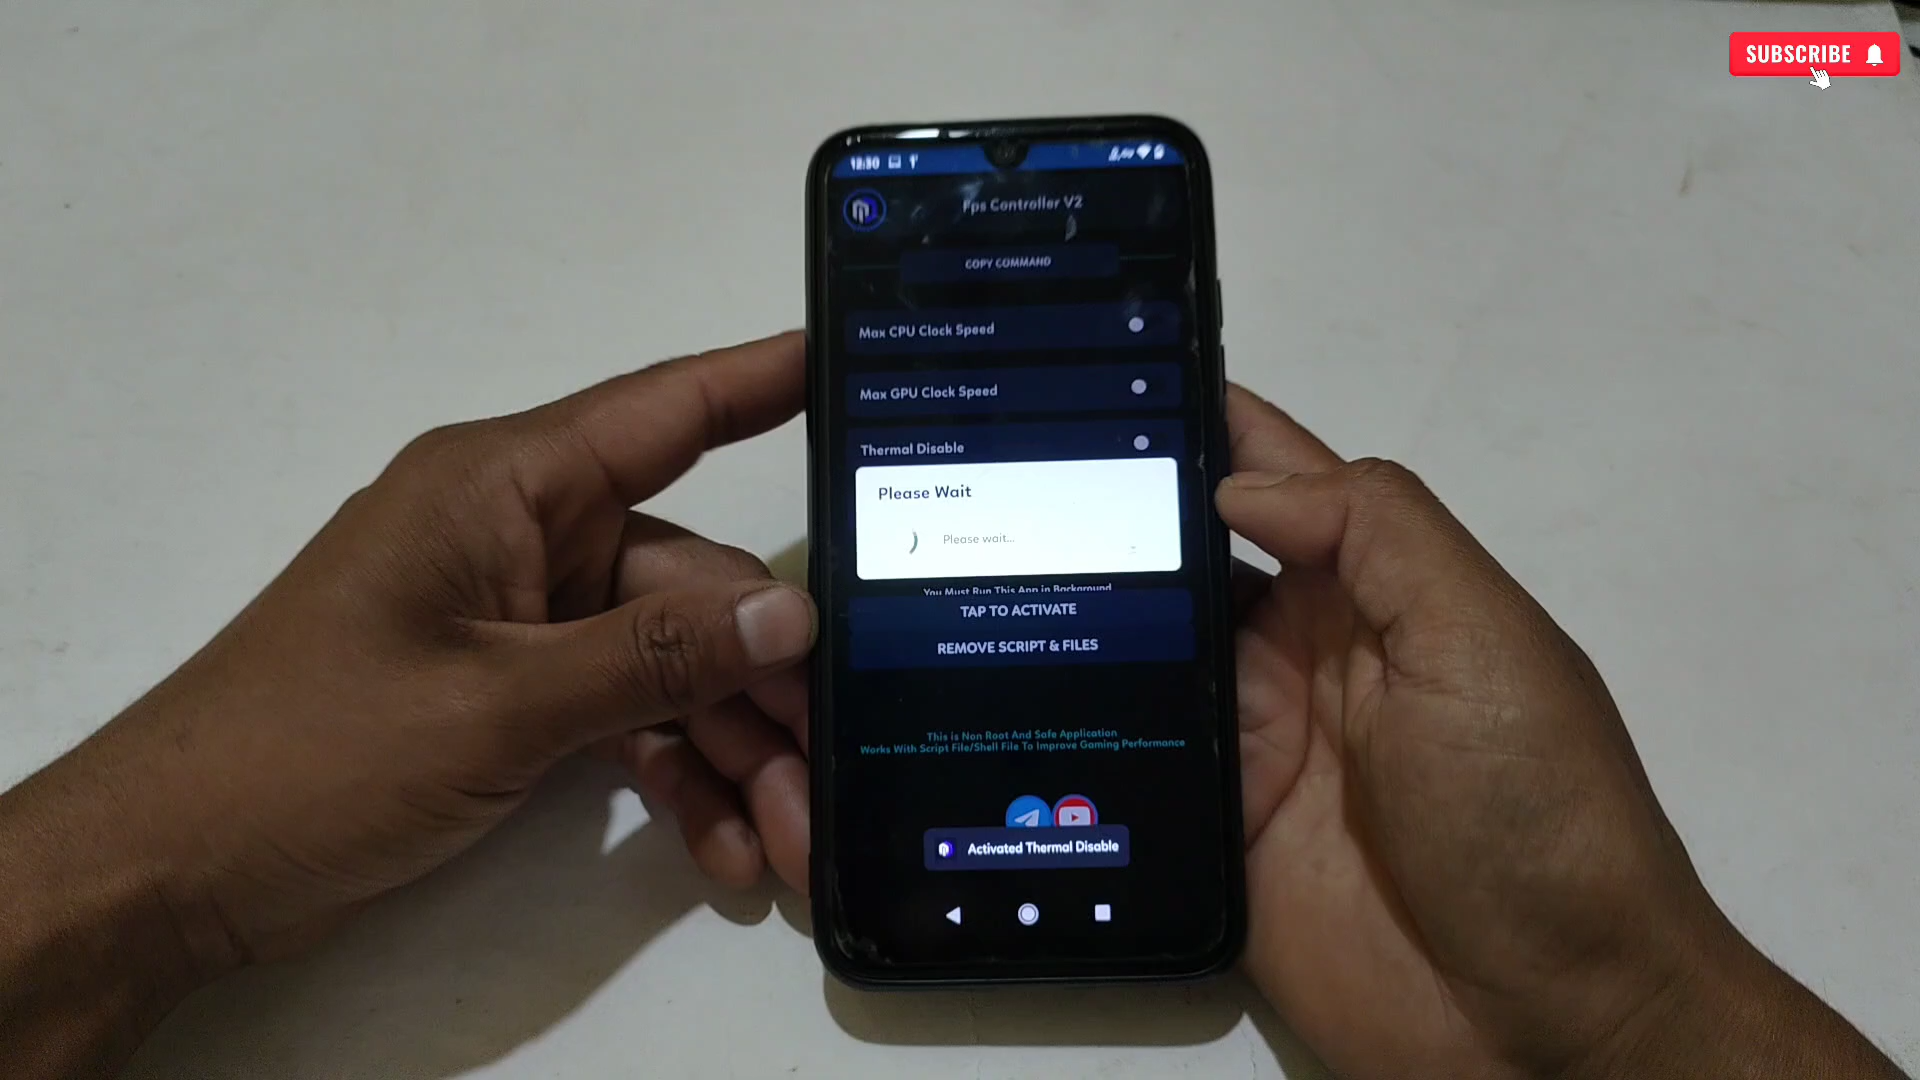 SUBSCRIBE
12:30
Fps Controller V2
COPY COMMAND
Max CPU Clock Speed
Max GPU Clock Speed
Thermal Disable
Please Wait
Please wait...
You Must Run This App in Background
TAP TO ACTIVATE
REMOVE SCRIPT & FILES
This is Non Root And Safe Application
Works With Script File/Shell File To Improve Gaming Performance
Activated Thermal Disable